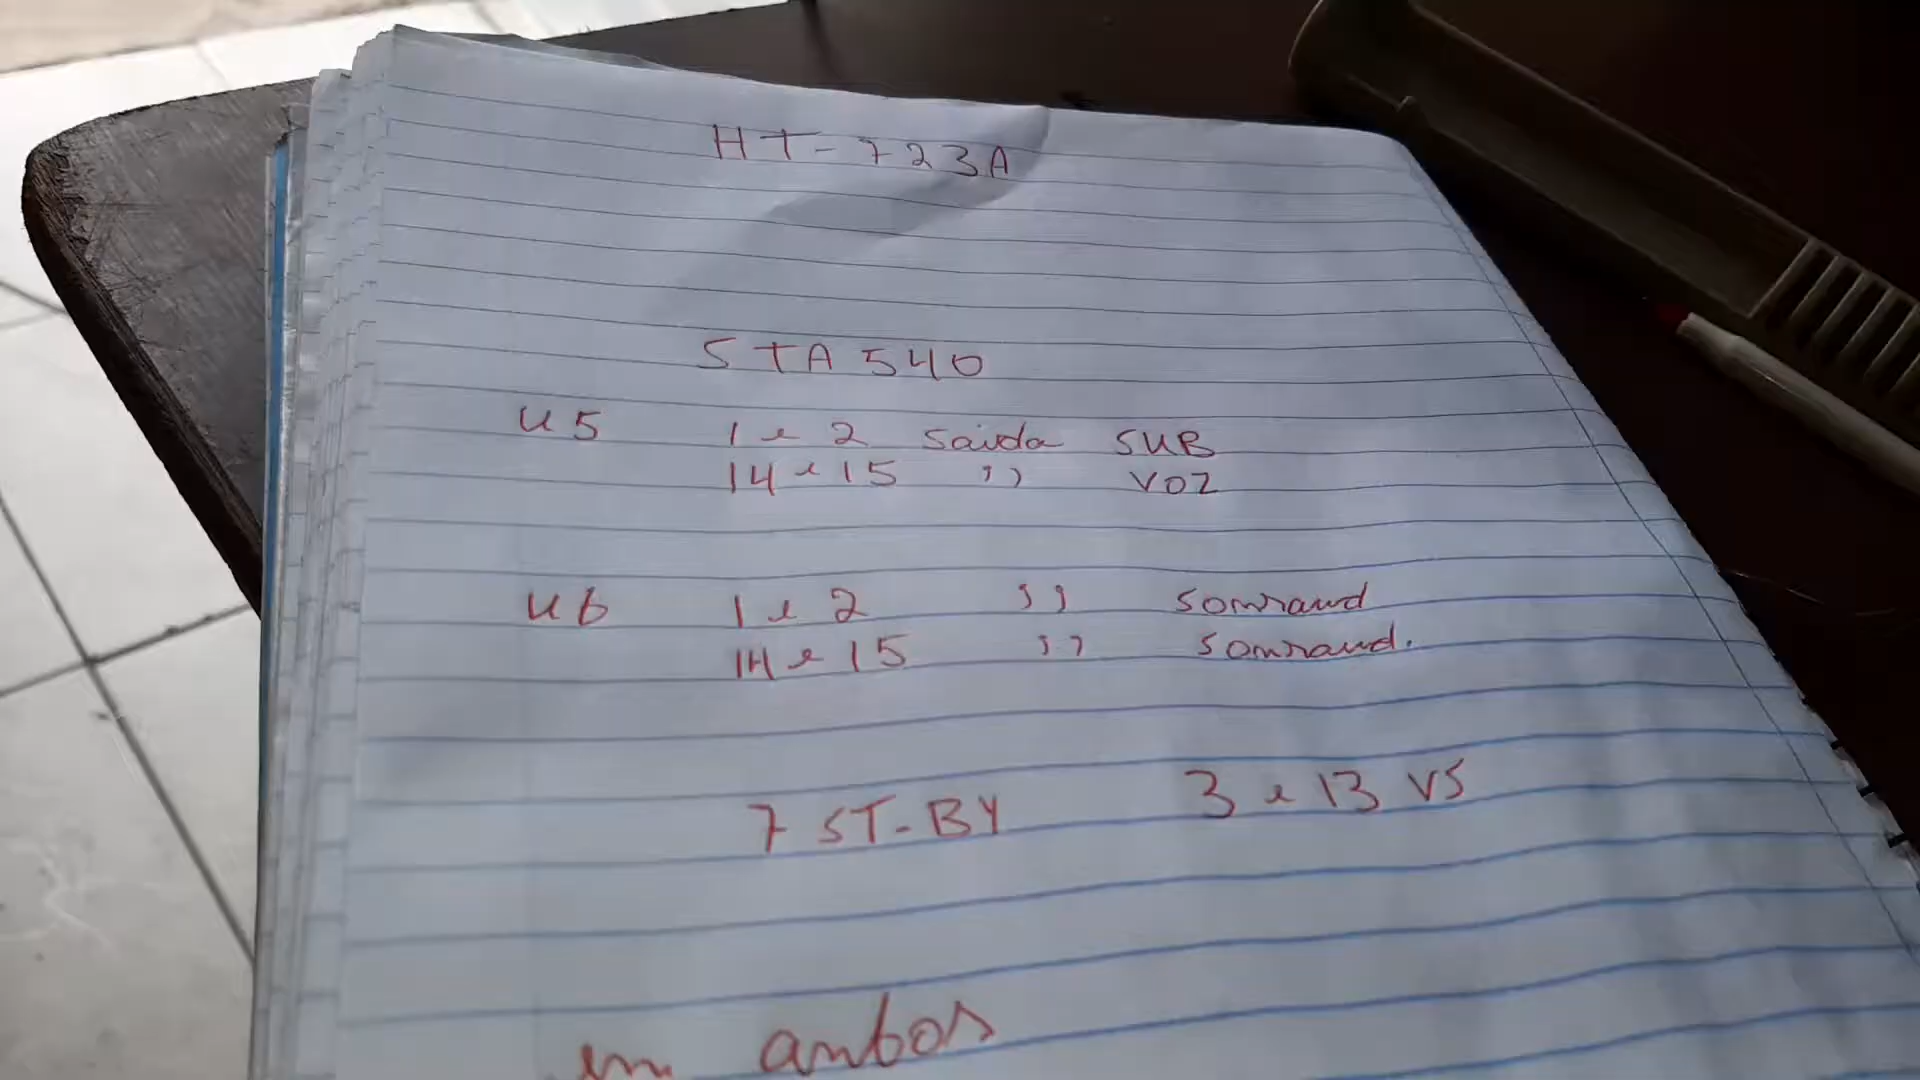 HT-723A
STA540
U5 1 e 2 Saida SUB
14 e 15 ,, VOZ
U6 1 e 2 ,, Somraund
14 e 15 ,, Somraund.
7 ST-BY 3 e 13 VS
em ambos